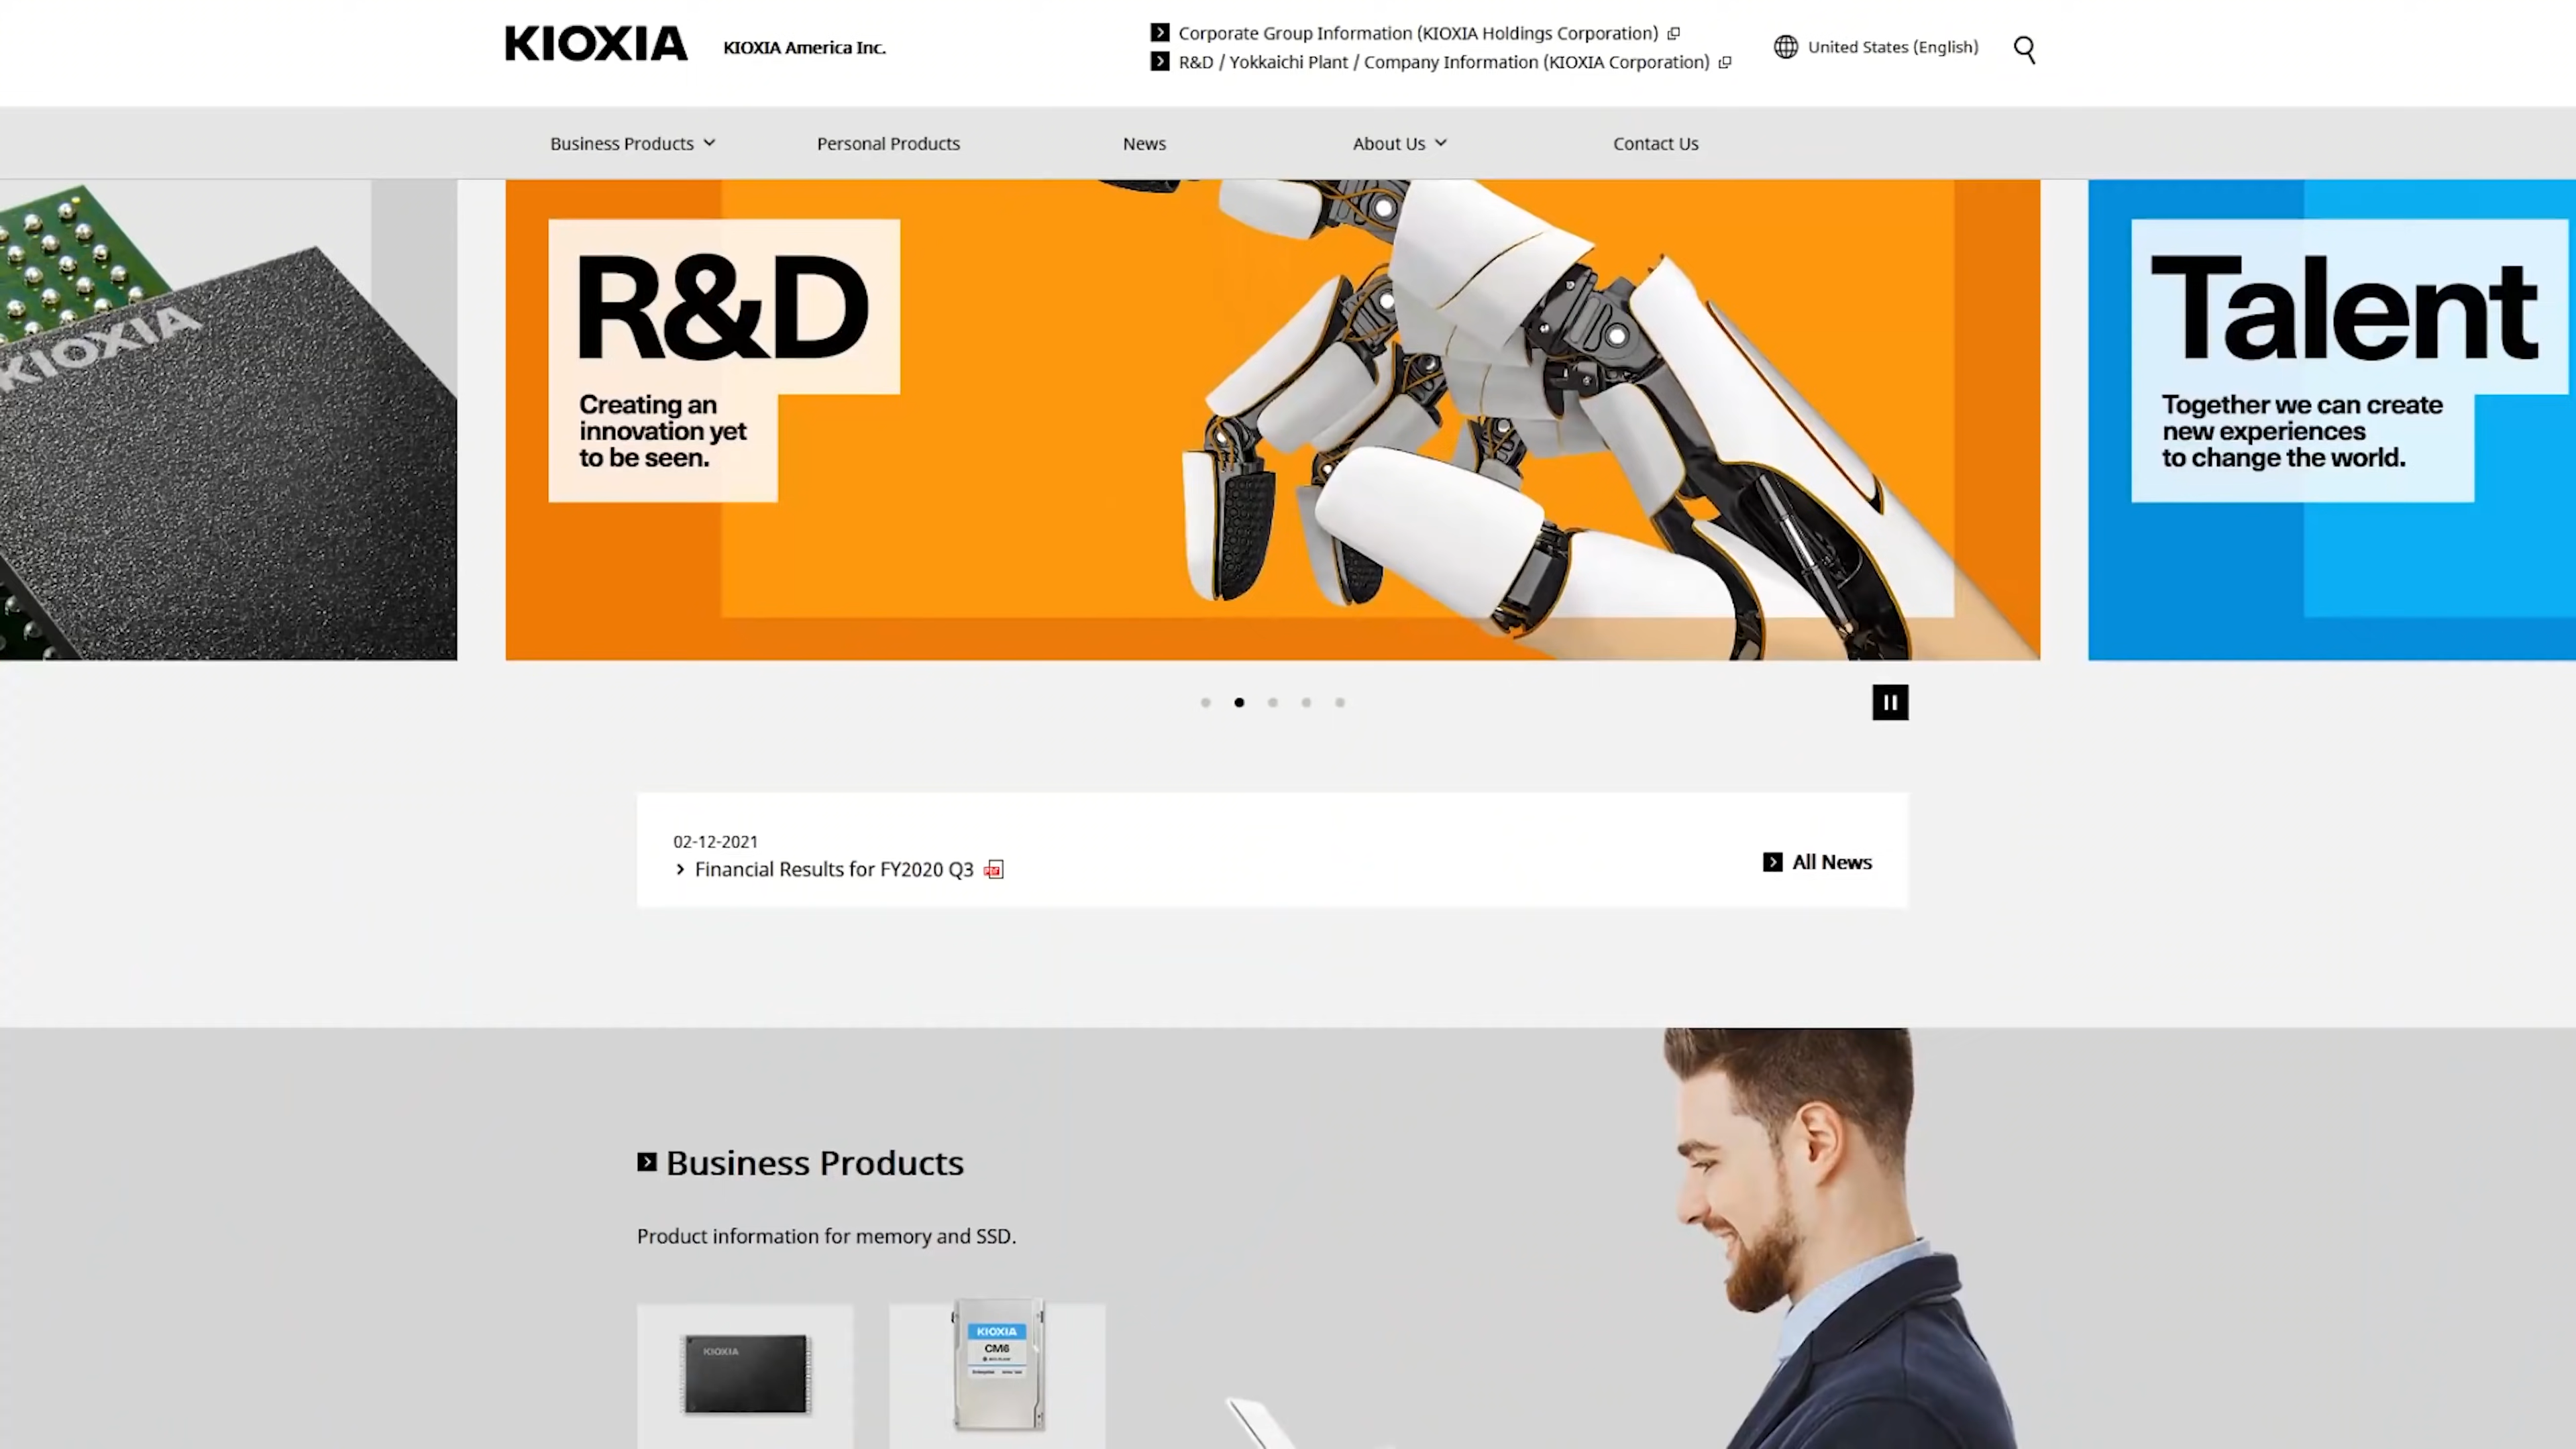 KIOXIA
KIOXIA America Inc.
Corporate Group Information (KIOXIA Holdings Corporation)
R&D / Yokkaichi Plant / Company Information (KIOXIA Corporation)
United States (English)
Business Products
Personal Products
News
About Us
Contact Us
KIOXIA
R&D
Creating an
innovation yet
to be seen.
Talent
Together we can create
new experiences
to change the world.
02-12-2021
Financial Results for FY2020 Q3
All News
Business Products
Product information for memory and SSD.
KIOXIA
KIOXIA
CM6